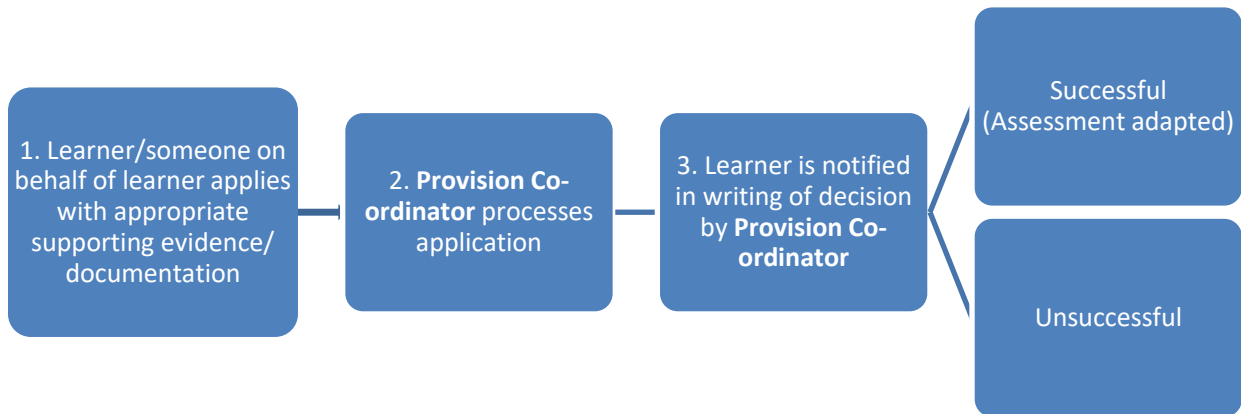 1. Learner/someone on
behalf of learner applies
with appropriate
supporting evidence/
documentation
2. Provision Co-
ordinator processes
application
3. Learner is notified
in writing of decision
by Provision Co-
ordinator
Successful
(Assessment adapted)
Unsuccessful